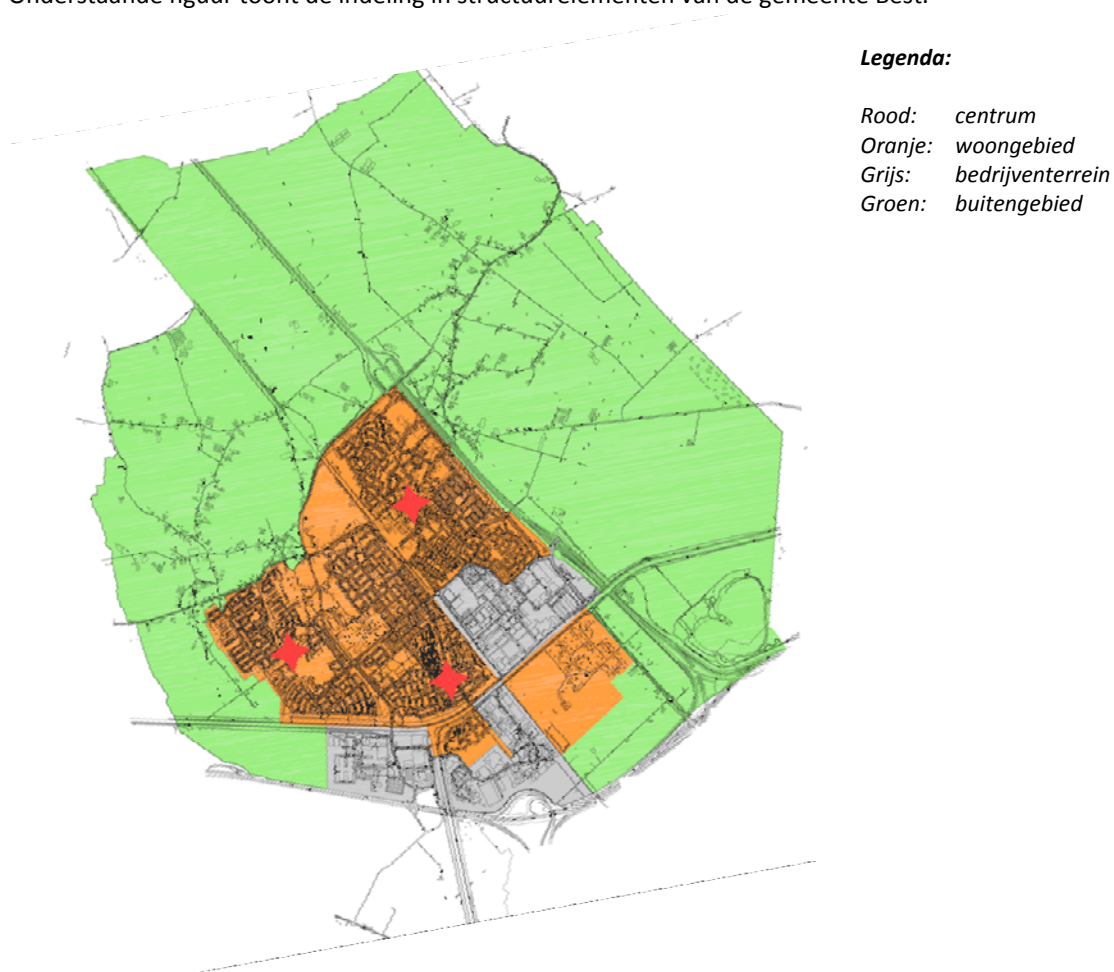 Onderstaande figuur toont de indeling in structuurelementen van de gemeente Best.
Legenda:
Rood: centrum
Oranje: woongebied
Grijs: bedrijventerrein
Groen: buitengebied